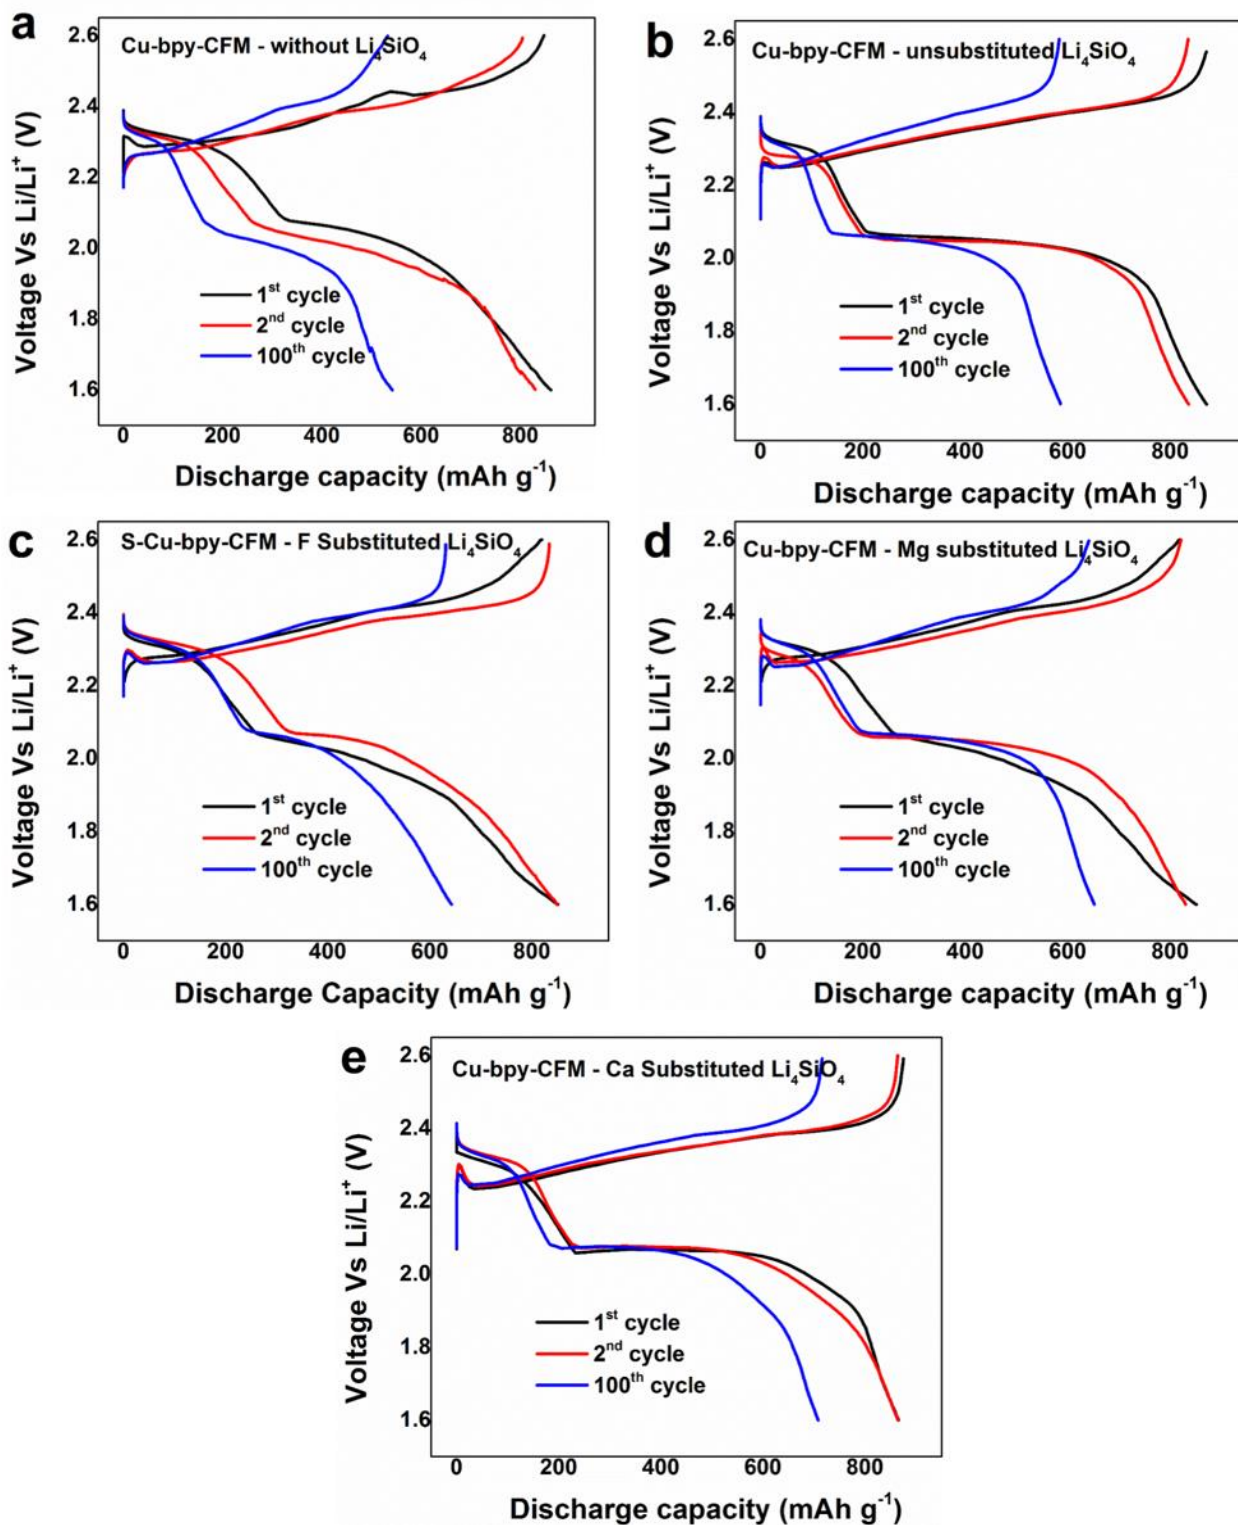 a
Cu-bpy-CFM - without Li₄SiO₄
Voltage Vs Li/Li⁺ (V)
2.6
2.4
2.2
2.0
1.8
1.6
1ˢᵗ cycle
2ⁿᵈ cycle
100ᵗʰ cycle
0 200 400 600 800
Discharge capacity (mAh g⁻¹)
b
Cu-bpy-CFM - unsubstituted Li₄SiO₄
Voltage Vs Li/Li⁺ (V)
2.6
2.4
2.2
2.0
1.8
1.6
1ˢᵗ cycle
2ⁿᵈ cycle
100ᵗʰ cycle
0 200 400 600 800
Discharge capacity (mAh g⁻¹)
c
S-Cu-bpy-CFM - F Substituted Li₄SiO₄
Voltage Vs Li/Li⁺ (V)
2.6
2.4
2.2
2.0
1.8
1.6
1ˢᵗ cycle
2ⁿᵈ cycle
100ᵗʰ cycle
0 200 400 600 800
Discharge Capacity (mAh g⁻¹)
d
Cu-bpy-CFM - Mg substituted Li₄SiO₄
Voltage Vs Li/Li⁺ (V)
2.6
2.4
2.2
2.0
1.8
1.6
1ˢᵗ cycle
2ⁿᵈ cycle
100ᵗʰ cycle
0 200 400 600 800
Discharge capacity (mAh g⁻¹)
e
Cu-bpy-CFM - Ca Substituted Li₄SiO₄
Voltage Vs Li/Li⁺ (V)
2.6
2.4
2.2
2.0
1.8
1.6
1ˢᵗ cycle
2ⁿᵈ cycle
100ᵗʰ cycle
0 200 400 600 800
Discharge capacity (mAh g⁻¹)